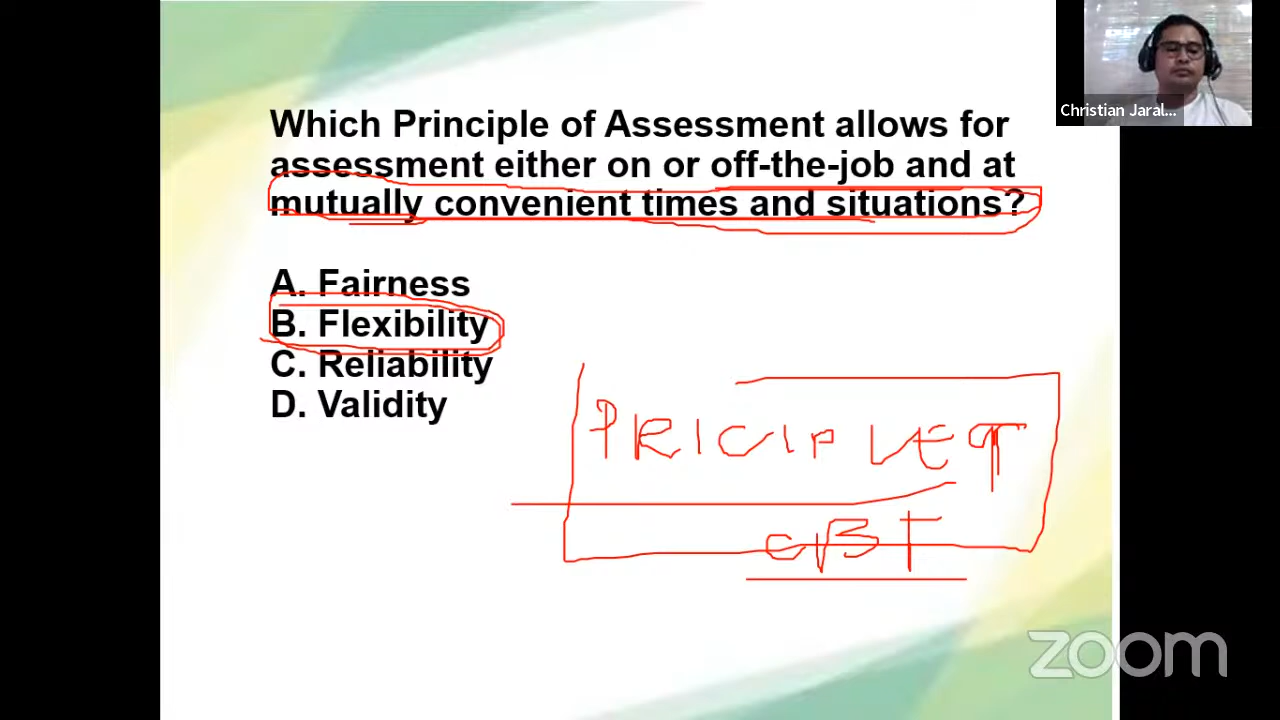 Christian Jaral...
Which Principle of Assessment allows for
assessment either on or off-the-job and at
mutually convenient times and situations?
A. Fairness
B. Flexibility
C. Reliability
D. Validity
CBT
zoom